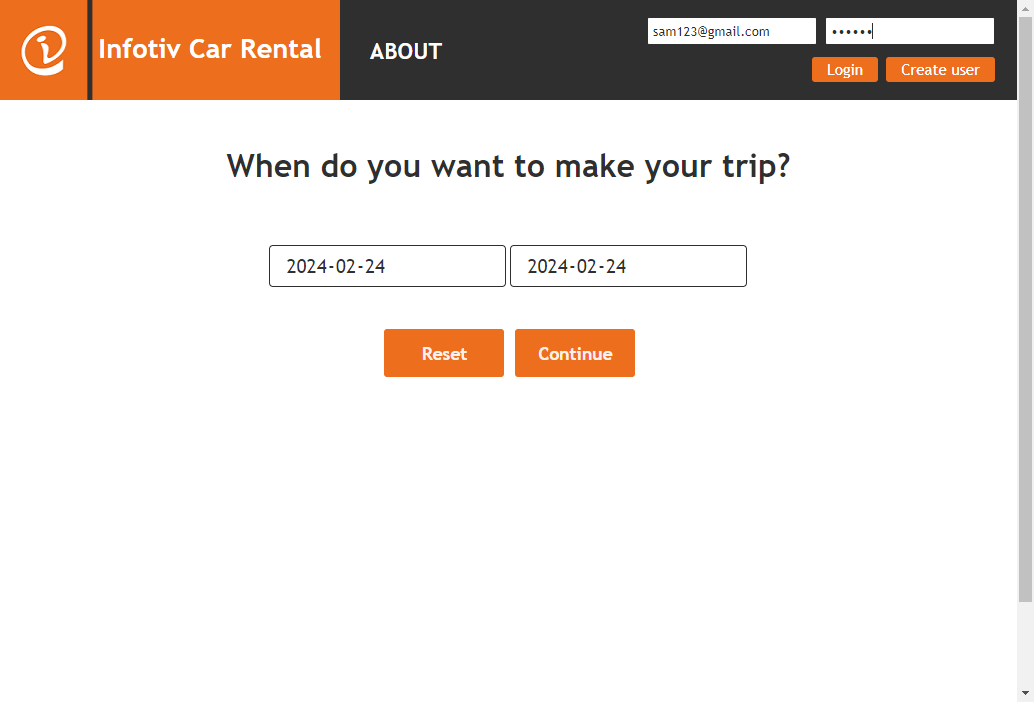 Infotiv Car Rental
ABOUT
sam123@gmail.com
••••••
Login
Create user
When do you want to make your trip?
2024-02-24
2024-02-24
Reset
Continue